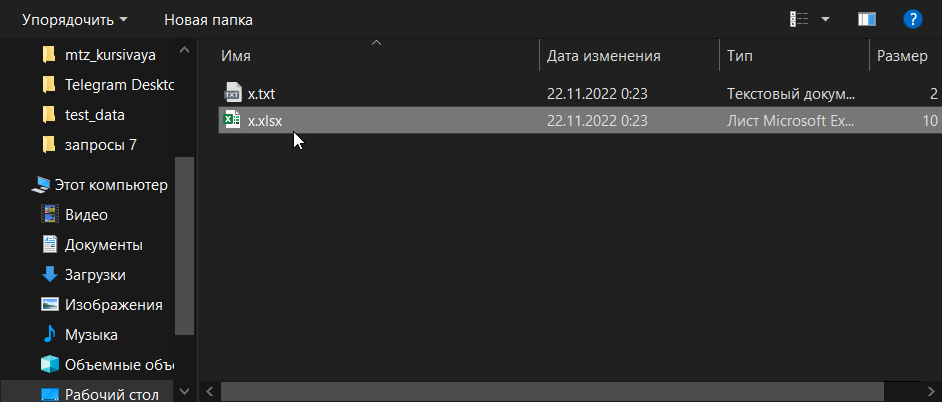 Упорядочить Новая папка
mtz_kursivaya
Telegram Deskto
test_data
запросы 7
Этот компьютер
Видео
Документы
Загрузки
Изображения
Музыка
Объемные объе
Рабочий стол
Имя Дата изменения Тип Размер
TXT x.txt 22.11.2022 0:23 Текстовый докум... 2
x.xlsx 22.11.2022 0:23 Лист Microsoft Ex... 10